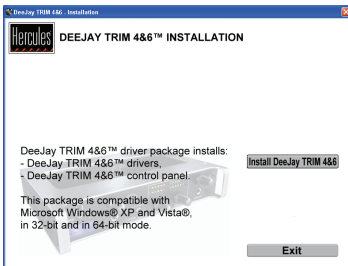 DeeJay TRIM 4&6 - Installation
Hercules
DEEJAY TRIM 4&6™ INSTALLATION
DeeJay TRIM 4&6™ driver package installs:
- DeeJay TRIM 4&6™ drivers,
- DeeJay TRIM 4&6™ control panel.
Install DeeJay TRIM 4&6
This package is compatible with
Microsoft Windows® XP and Vista®,
in 32-bit and in 64-bit mode.
Exit